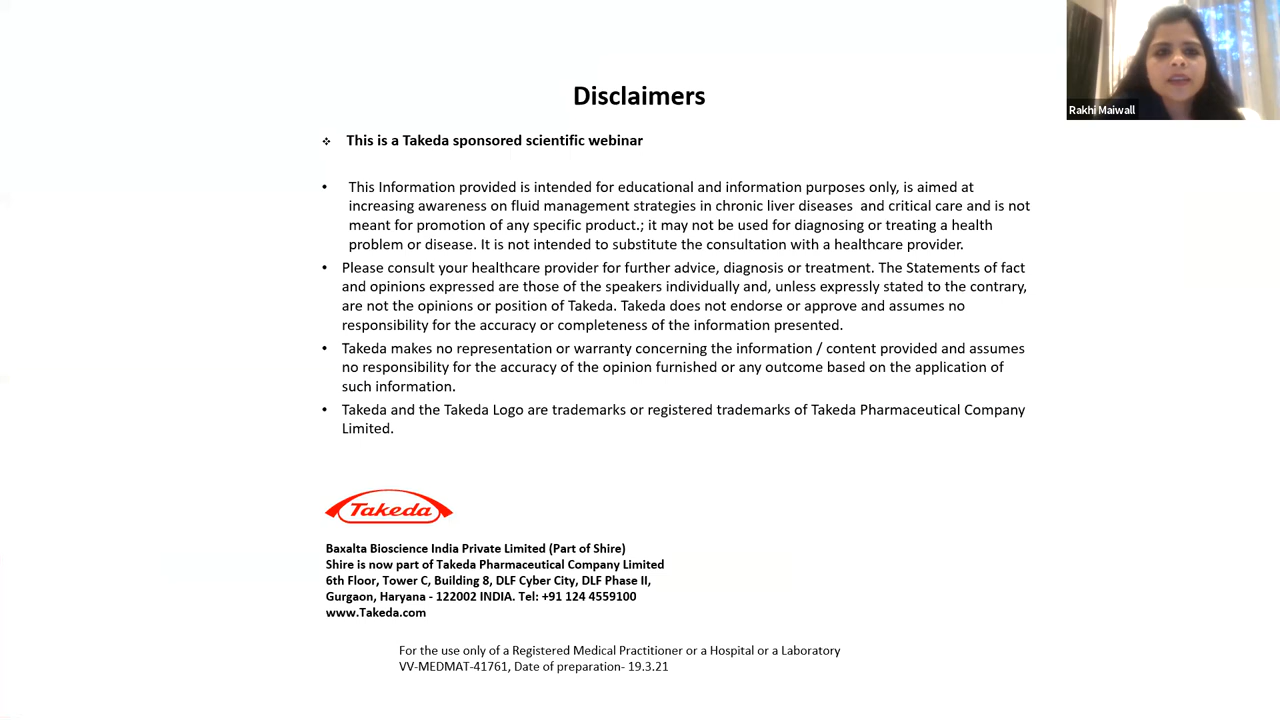 Disclaimers
Rakhi Maiwall
❖ This is a Takeda sponsored scientific webinar
• This Information provided is intended for educational and information purposes only, is aimed at
increasing awareness on fluid management strategies in chronic liver diseases and critical care and is not
meant for promotion of any specific product.; it may not be used for diagnosing or treating a health
problem or disease. It is not intended to substitute the consultation with a healthcare provider.
• Please consult your healthcare provider for further advice, diagnosis or treatment. The Statements of fact
and opinions expressed are those of the speakers individually and, unless expressly stated to the contrary,
are not the opinions or position of Takeda. Takeda does not endorse or approve and assumes no
responsibility for the accuracy or completeness of the information presented.
• Takeda makes no representation or warranty concerning the information / content provided and assumes
no responsibility for the accuracy of the opinion furnished or any outcome based on the application of
such information.
• Takeda and the Takeda Logo are trademarks or registered trademarks of Takeda Pharmaceutical Company
Limited.
Takeda
Baxalta Bioscience India Private Limited (Part of Shire)
Shire is now part of Takeda Pharmaceutical Company Limited
6th Floor, Tower C, Building 8, DLF Cyber City, DLF Phase II,
Gurgaon, Haryana - 122002 INDIA. Tel: +91 124 4559100
www.Takeda.com
For the use only of a Registered Medical Practitioner or a Hospital or a Laboratory
VV-MEDMAT-41761, Date of preparation- 19.3.21